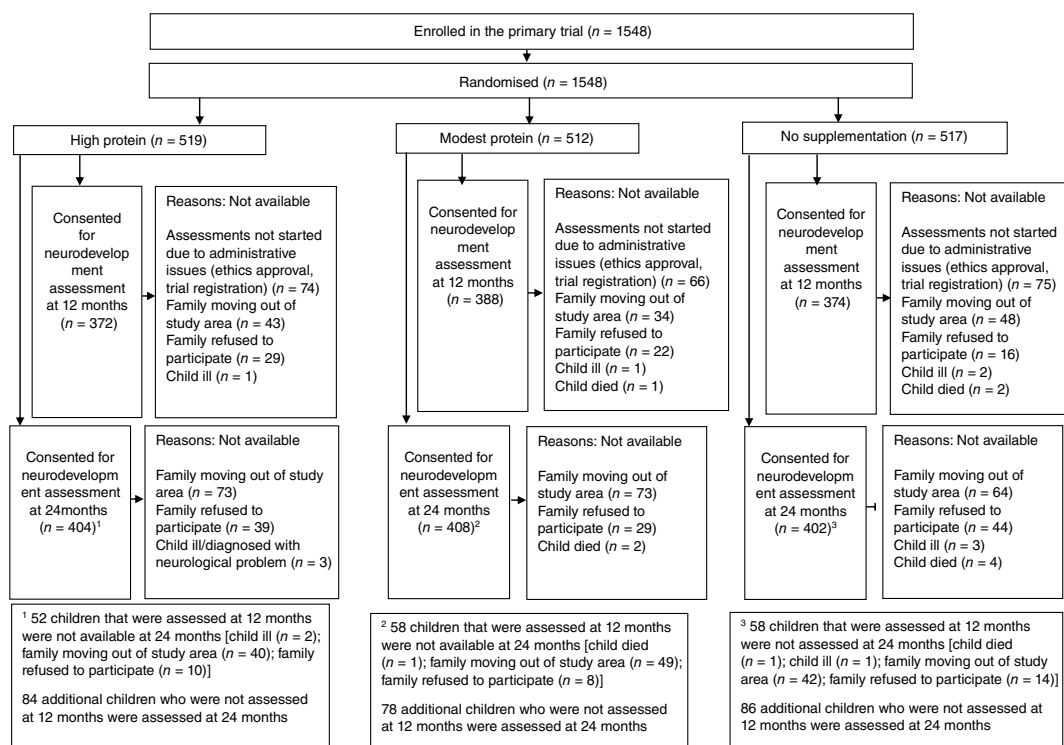 Enrolled in the primary trial (n = 1548)
Randomised (n = 1548)
High protein (n = 519)
Consented
for
neurodevelop
ment
assessment
at 12 months
(n = 372)
Reasons: Not available
Assessments not started
due to administrative
issues (ethics approval,
trial registration) (n = 74)
Family moving out of
study area (n = 43)
Family refused to
participate (n = 29)
Child ill (n = 1)
Consented for
neurodevelopm
ent assessment
at 24months
(n = 404)¹
Reasons: Not available
Family moving out of study
area (n = 73)
Family refused to
participate (n = 39)
Child ill/diagnosed with
neurological problem (n = 3)
¹ 52 children that were assessed at 12 months
were not available at 24 months [child ill (n = 2);
family moving out of study area (n = 40); family
refused to participate (n = 10)]
84 additional children who were not assessed
at 12 months were assessed at 24 months
Modest protein (n = 512)
Consented for
neurodevelop
ment
assessment
at 12 months
(n = 388)
Reasons: Not available
Assessments not started
due to administrative
issues (ethics approval,
trial registration) (n = 66)
Family moving out of
study area (n = 34)
Family refused to
participate (n = 22)
Child ill (n = 1)
Child died (n = 1)
Consented for
neurodevelopm
ent assessment
at 24 months
(n = 408)²
Reasons: Not available
Family moving out of
study area (n = 73)
Family refused to
participate (n = 29)
Child died (n = 2)
² 58 children that were assessed at 12 months
were not available at 24 months [child died
(n = 1); family moving out of study area (n = 49);
family refused to participate (n = 8)]
78 additional children who were not assessed
at 12 months were assessed at 24 months
No supplementation (n = 517)
Consented for
neurodevelop
ment
assessment
at 12 months
(n = 374)
Reasons: Not available
Assessments not started
due to administrative
issues (ethics approval,
trial registration) (n = 75)
Family moving out of
study area (n = 48)
Family refused to
participate (n = 16)
Child ill (n = 2)
Child died (n = 2)
Consented for
neurodevelopm
ent assessment
at 24 months
(n = 402)³
Reasons: Not available
Family moving out of
study area (n = 64)
Family refused to
participate (n = 44)
Child ill (n = 3)
Child died (n = 4)
³ 58 children that were assessed at 12 months
were not assessed at 24 months [child died
(n = 1); child ill (n = 1); family moving out of study
area (n = 42); family refused to participate (n = 14)]
86 additional children who were not assessed at
12 months were assessed at 24 months